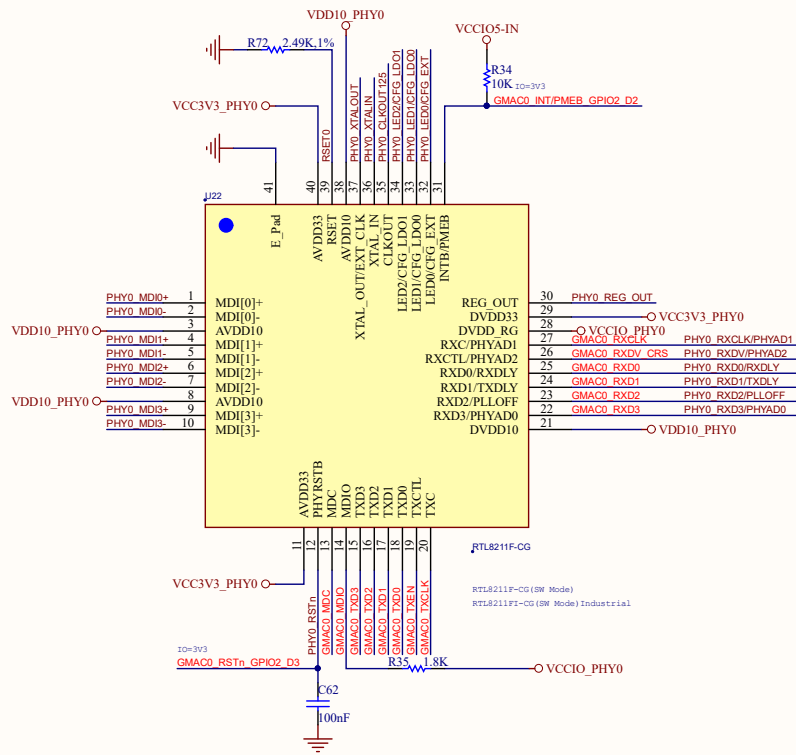 VDD10_PHY0
VCCIO5-IN
R72 2.49K,1%
R34
10K
IO=3V3
GMAC0_INT/PMEB_GPIO2_D2
VCC3V3_PHY0
RSET0
PHY0_XTALOUT
PHY0_XTALIN
PHY0_CLKOUT125
PHY0_LED2/CFG_LDO1
PHY0_LED1/CFG_LDO0
PHY0_LED0/CFG_EXT
41 40 39 38 37 36 35 34 33 32 31
U22
E_Pad
AVDD33
RSET
AVDD10
XTAL_OUT/EXT_CLK
XTAL_IN
CLKOUT
LED2/CFG_LDO1
LED1/CFG_LDO0
LED0/CFG_EXT
INTB/PMEB
PHY0_MDI0+ 1 MDI[0]+
PHY0_MDI0- 2 MDI[0]-
VDD10_PHY0 3 AVDD10
PHY0_MDI1+ 4 MDI[1]+
PHY0_MDI1- 5 MDI[1]-
PHY0_MDI2+ 6 MDI[2]+
PHY0_MDI2- 7 MDI[2]-
VDD10_PHY0 8 AVDD10
PHY0_MDI3+ 9 MDI[3]+
PHY0_MDI3- 10 MDI[3]-
REG_OUT 30 PHY0_REG_OUT
DVDD33 29 VCC3V3_PHY0
DVDD_RG 28 VCCIO_PHY0
RXC/PHYAD1 27 GMAC0_RXCLK PHY0_RXCLK/PHYAD1
RXCTL/PHYAD2 26 GMAC0_RXDV_CRS PHY0_RXDV/PHYAD2
RXD0/RXDLY 25 GMAC0_RXD0 PHY0_RXD0/RXDLY
RXD1/TXDLY 24 GMAC0_RXD1 PHY0_RXD1/TXDLY
RXD2/PLLOFF 23 GMAC0_RXD2 PHY0_RXD2/PLLOFF
RXD3/PHYAD0 22 GMAC0_RXD3 PHY0_RXD3/PHYAD0
DVDD10 21 VDD10_PHY0
AVDD33
PHYRSTB
MDC
MDIO
TXD3
TXD2
TXD1
TXD0
TXCTL
TXC
11 12 13 14 15 16 17 18 19 20
RTL8211F-CG
VCC3V3_PHY0
PHY0_RSTn
GMAC0_MDC
GMAC0_MDIO
GMAC0_TXD3
GMAC0_TXD2
GMAC0_TXD1
GMAC0_TXD0
GMAC0_TXEN
GMAC0_TXCLK
RTL8211F-CG(SW Mode)
RTL8211FI-CG(SW Mode)Industrial
IO=3V3
GMAC0_RSTn_GPIO2_D3
R35 1.8K
VCCIO_PHY0
C62
100nF